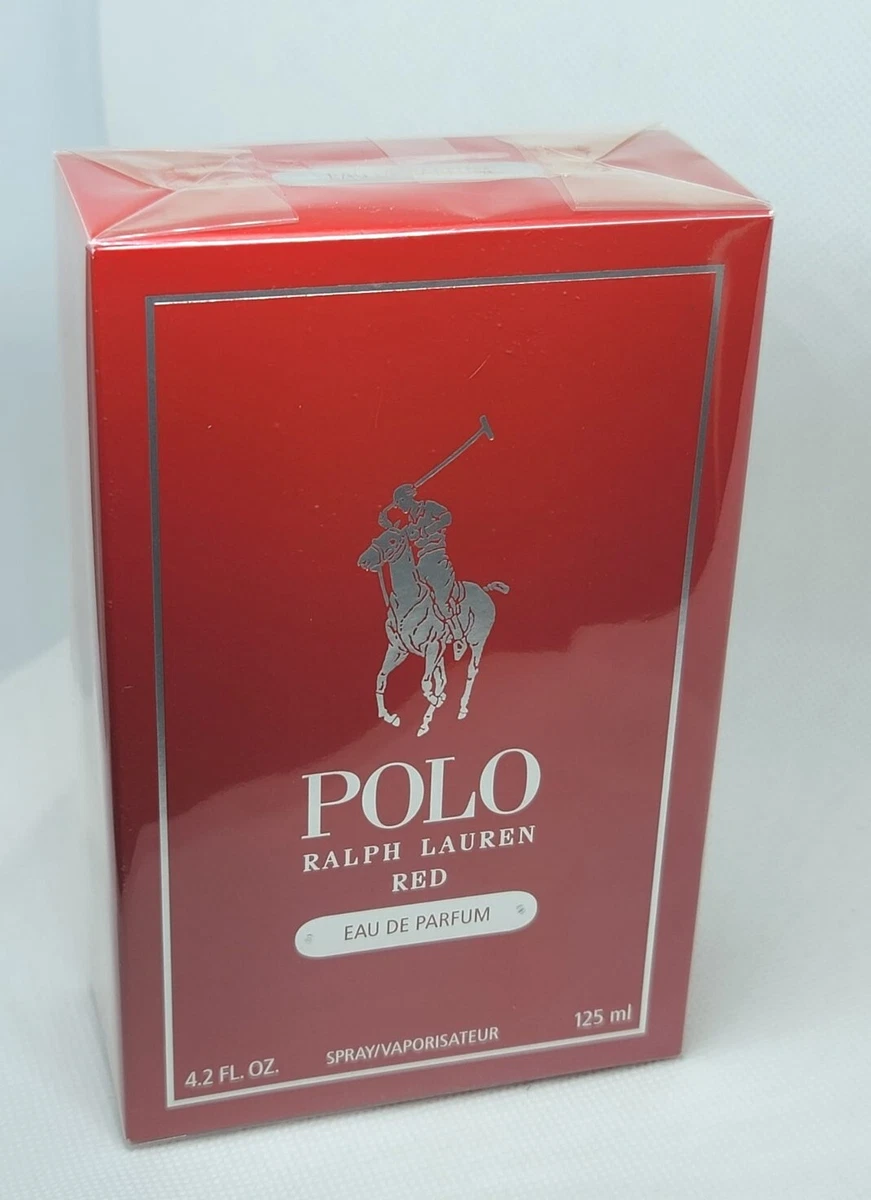 POLO
RALPH LAUREN
RED
EAU DE PARFUM
SPRAY/VAPORISATEUR
4.2 FL. OZ.
125 ml